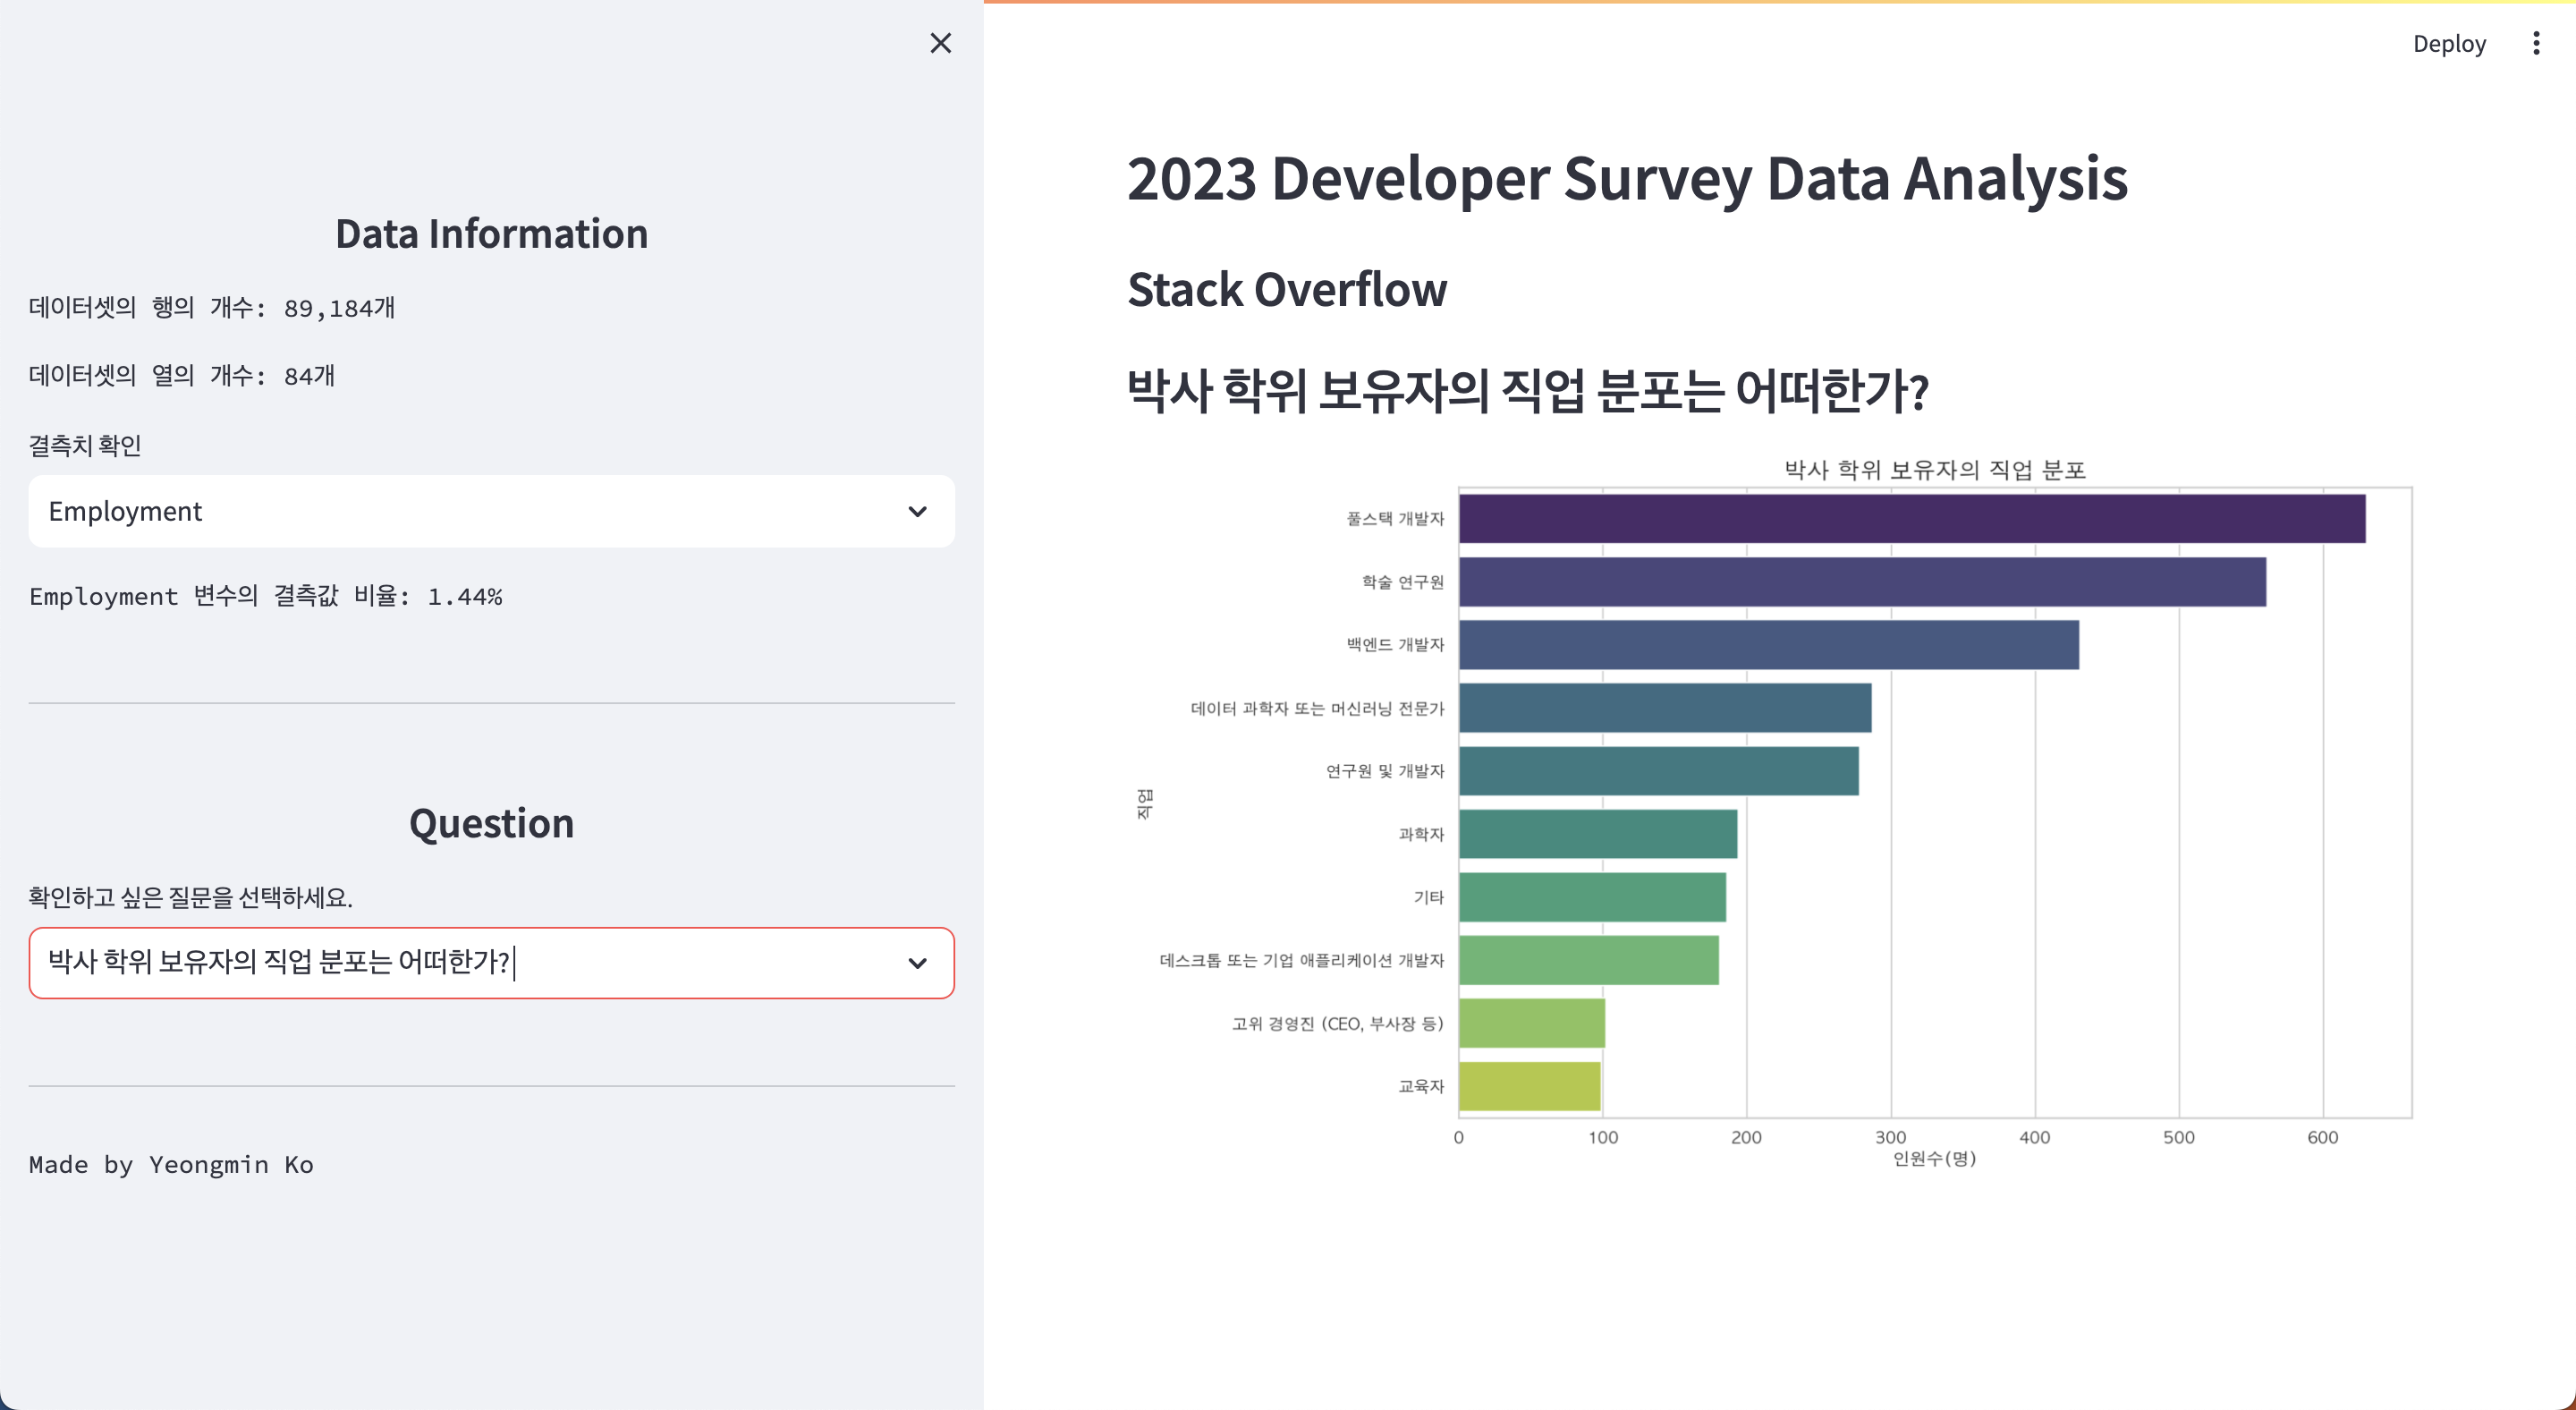 Deploy
Data Information
데이터셋의 행의 개수: 89,184개
데이터셋의 열의 개수: 84개
결측치 확인
Employment
Employment 변수의 결측값 비율: 1.44%
Question
확인하고 싶은 질문을 선택하세요.
박사 학위 보유자의 직업 분포는 어떠한가?
Made by Yeongmin Ko
2023 Developer Survey Data Analysis
Stack Overflow
박사 학위 보유자의 직업 분포는 어떠한가?
박사 학위 보유자의 직업 분포
직업
풀스택 개발자
학술 연구원
백엔드 개발자
데이터 과학자 또는 머신러닝 전문가
연구원 및 개발자
과학자
기타
데스크톱 또는 기업 애플리케이션 개발자
고위 경영진 (CEO, 부사장 등)
교육자
0 100 200 300 400 500 600
인원수(명)